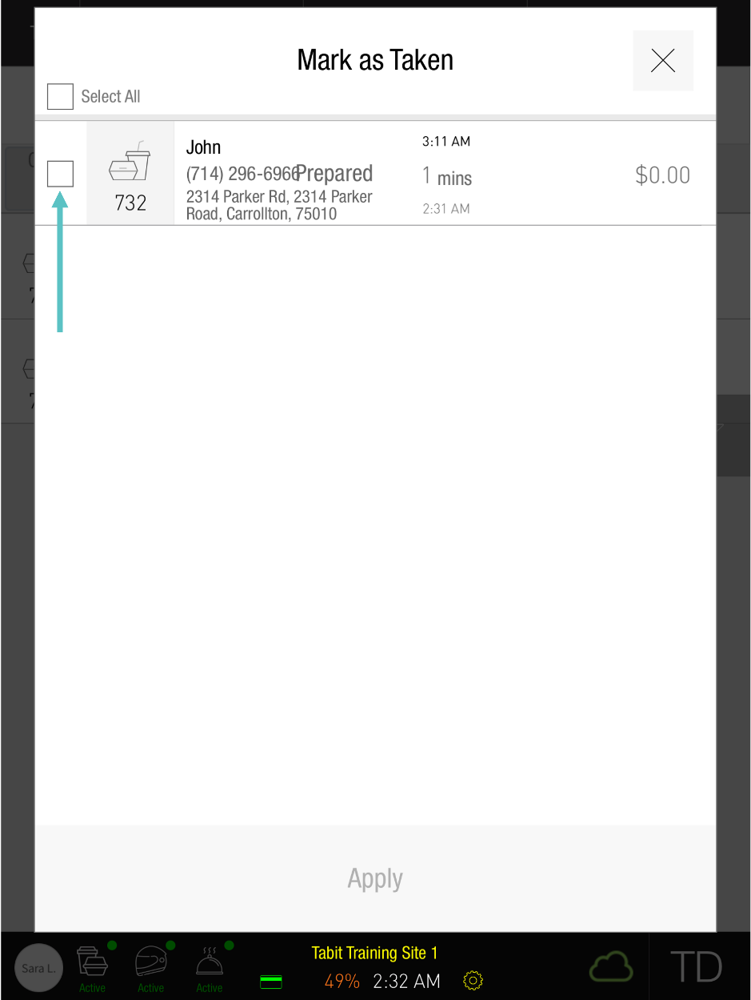 Mark as Taken
Select All
732
John
(714) 296-6966
Prepared
2314 Parker Rd, 2314 Parker
Road, Carrollton, 75010
3:11 AM
1 mins
2:31 AM
$0.00
Apply
Sara L.
Active
Active
Active
Tabit Training Site 1
49% 2:32 AM
TD